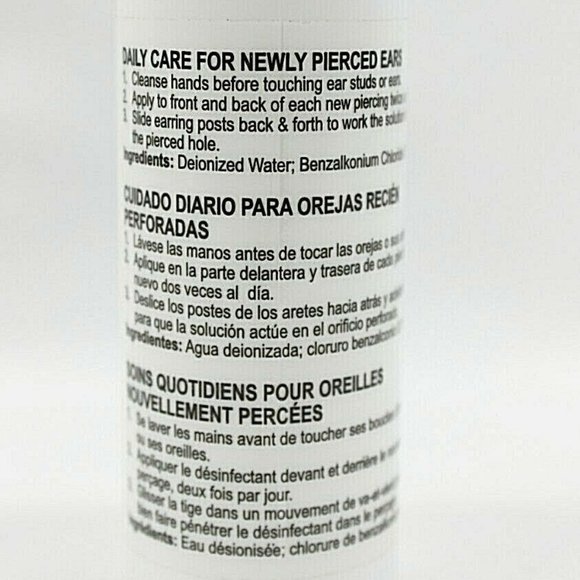 DAILY CARE FOR NEWLY PIERCED EARS
1. Cleanse hands before touching ear studs or ears.
2. Apply to front and back of each new piercing twice
3. Slide earring posts back & forth to work the solution
the pierced hole.
Ingredients: Deionized Water; Benzalkonium
CUIDADO DIARIO PARA OREJAS RECIÉN
PERFORADAS
1. Lávese las manos antes de tocar las orejas o
2. Aplique en la parte delantera y trasera de cada
nuevo dos veces al día.
3. Deslice los postes de los aretes hacia atrás y
para que la solución actúe en el orificio
Ingredientes: Agua deionizada; cloruro
SOINS QUOTIDIENS POUR OREILLES
NOUVELLEMENT PERCÉES
1. Se laver les mains avant de toucher ses
ou ses oreilles.
2. Appliquer le désinfectant devant et derrière le
perçage, deux fois par jour.
3. Glisser la tige dans un mouvement de
bien faire pénétrer le désinfectant dans le
Ingrédients: Eau désionisée; chlorure de